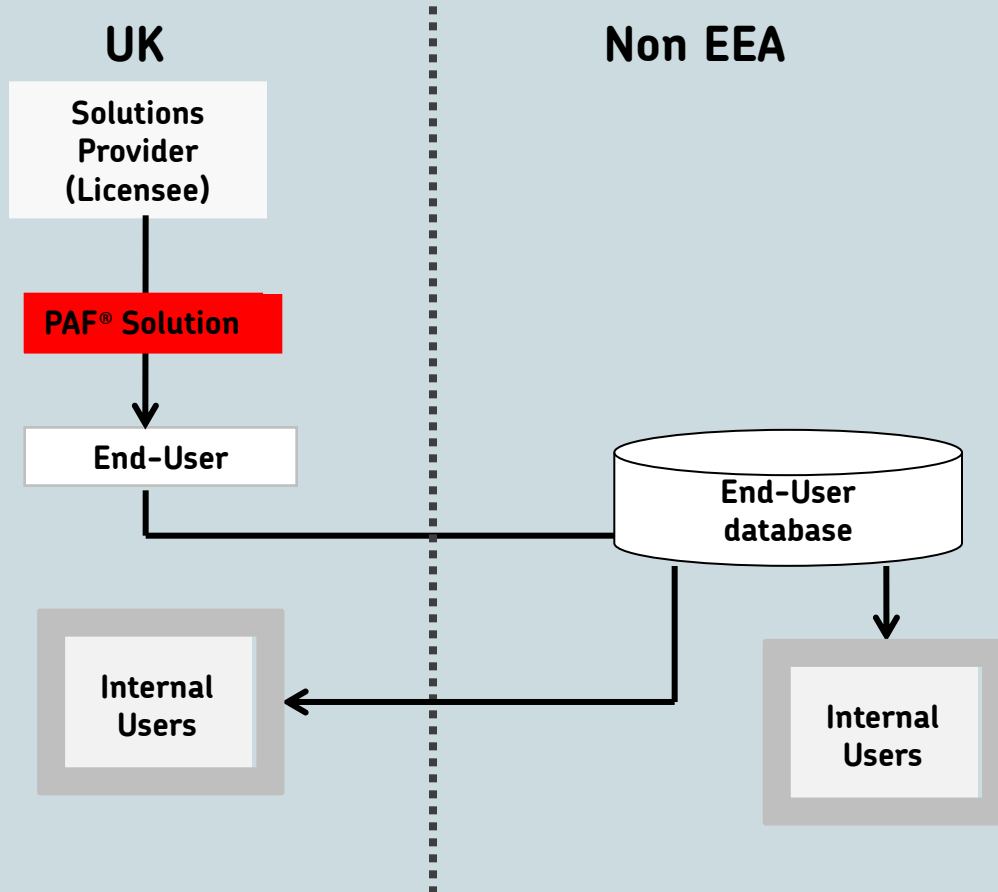 UK
Non EEA
Solutions
Provider
(Licensee)
PAF® Solution
End-User
End-User
database
Internal
Users
Internal
Users